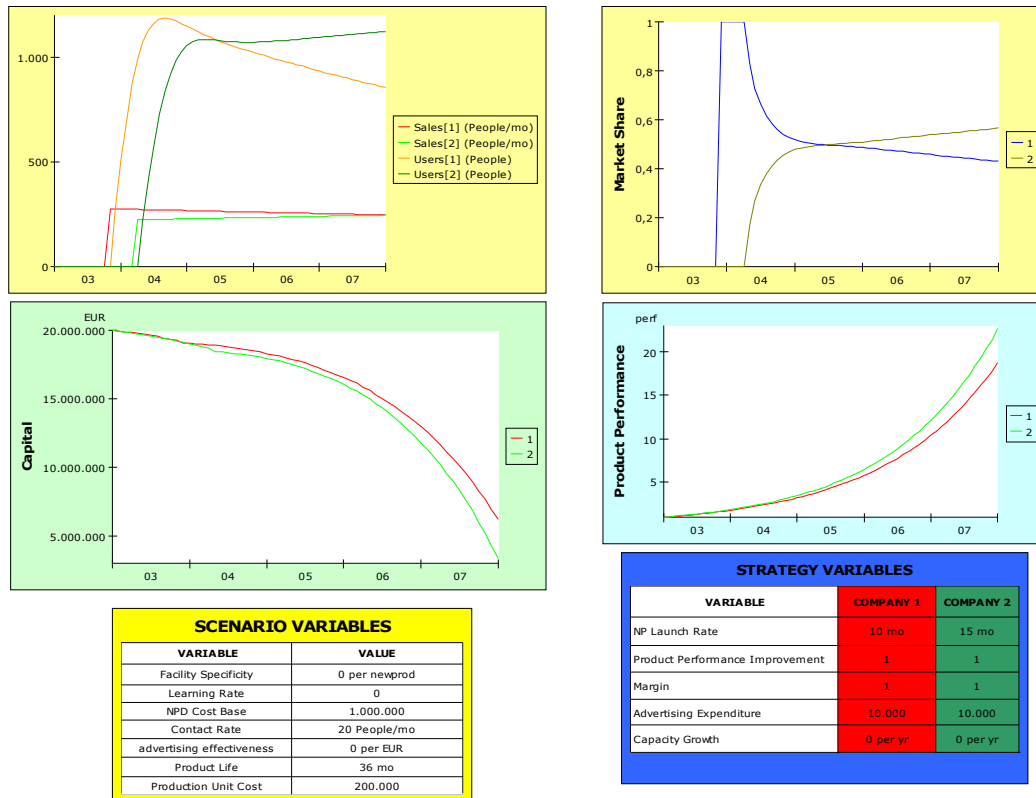 1.000
500
0
03 04 05 06 07
Sales[1] (People/mo)
Sales[2] (People/mo)
Users[1] (People)
Users[2] (People)
Market Share
1
0,8
0,6
0,4
0,2
0
03 04 05 06 07
1
2
EUR
Capital
20.000.000
15.000.000
10.000.000
5.000.000
03 04 05 06 07
1
2
perf
Product Performance
20
15
10
5
03 04 05 06 07
1
2
SCENARIO VARIABLES
VARIABLE VALUE
Facility Specificity 0 per newprod
Learning Rate 0
NPD Cost Base 1.000.000
Contact Rate 20 People/mo
advertising effectiveness 0 per EUR
Product Life 36 mo
Production Unit Cost 200.000
STRATEGY VARIABLES
VARIABLE COMPANY 1 COMPANY 2
NP Launch Rate 10 mo 15 mo
Product Performance Improvement 1 1
Margin 1 1
Advertising Expenditure 10.000 10.000
Capacity Growth 0 per yr 0 per yr